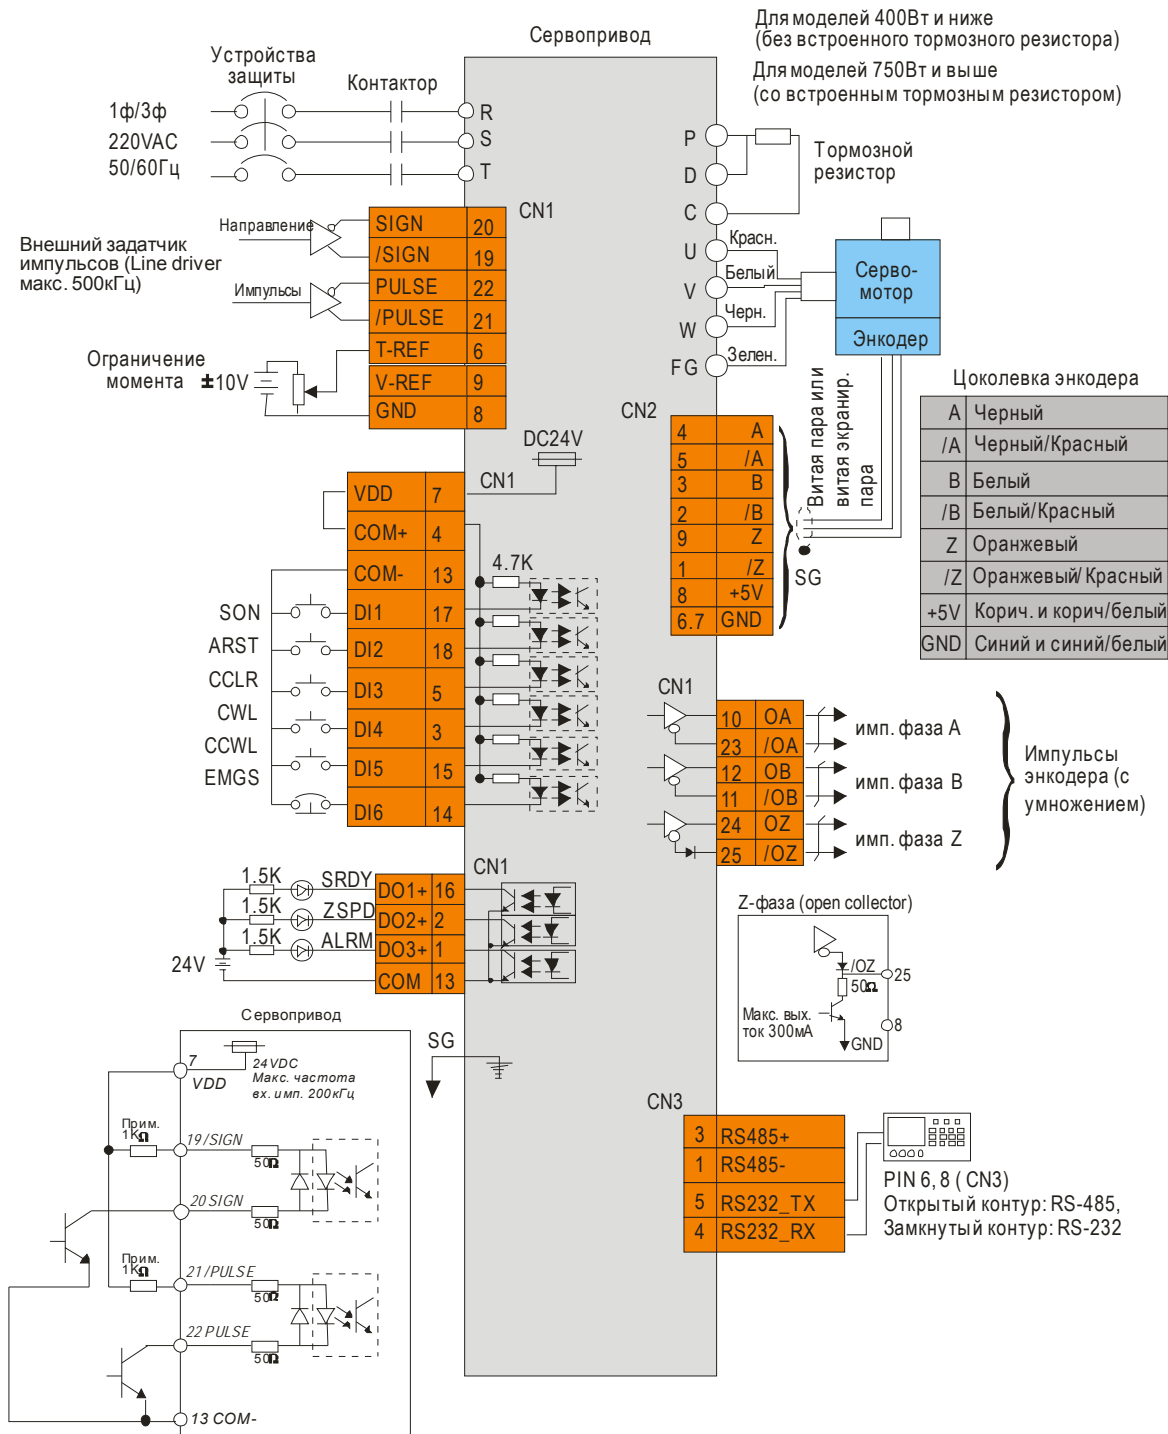 Для моделей 400Вт и ниже
(без встроенного тормозного резистора)
Для моделей 750Вт и выше
(со встроенным тормозным резистором)
Сервопривод
Устройства
защиты
Контактор
1ф/3ф
220VAC
50/60Гц
R
S
T
P
D
C
U
V
W
FG
Тормозной
резистор
Красн.
Белый
Черн.
Зелен.
Серво-
мотор
Энкодер
CN1
Направление
Внешний задатчик
импульсов (Line driver
макс. 500кГц)
Импульсы
SIGN 20
/SIGN 19
PULSE 22
/PULSE 21
T-REF 6
V-REF 9
GND 8
Ограничение
момента ±10V
CN2
4 A
5 /A
3 B
2 /B
9 Z
1 /Z
8 +5V
6.7 GND
Витая пара или
витая экранир.
пара
SG
Цоколевка энкодера
A Черный
/A Черный/Красный
B Белый
/B Белый/Красный
Z Оранжевый
/Z Оранжевый/Красный
+5V Корич. и корич/белый
GND Синий и синий/белый
DC24V
CN1
VDD 7
COM+ 4
COM- 13
DI1 17
DI2 18
DI3 5
DI4 3
DI5 15
DI6 14
4.7K
SON
ARST
CCLR
CWL
CCWL
EMGS
CN1
10 OA
23 /OA
12 OB
11 /OB
24 OZ
25 /OZ
имп. фаза A
имп. фаза B
имп. фаза Z
Импульсы
энкодера (с
умножением)
CN1
1.5K SRDY DO1+ 16
1.5K ZSPD DO2+ 2
1.5K ALRM DO3+ 1
24V COM 13
Z-фаза (open collector)
/OZ
25
50Ω
Макс. вых.
ток 300мА
8
GND
SG
Сервопривод
7
VDD
24VDC
Макс. частота
вх. имп. 200кГц
Прим.
1KΩ
19/SIGN
50Ω
20 SIGN
50Ω
Прим.
1KΩ
21/PULSE
50Ω
22 PULSE
50Ω
13 COM-
CN3
3 RS485+
1 RS485-
5 RS232_TX
4 RS232_RX
PIN 6, 8 ( CN3)
Открытый контур: RS-485,
Замкнутый контур: RS-232